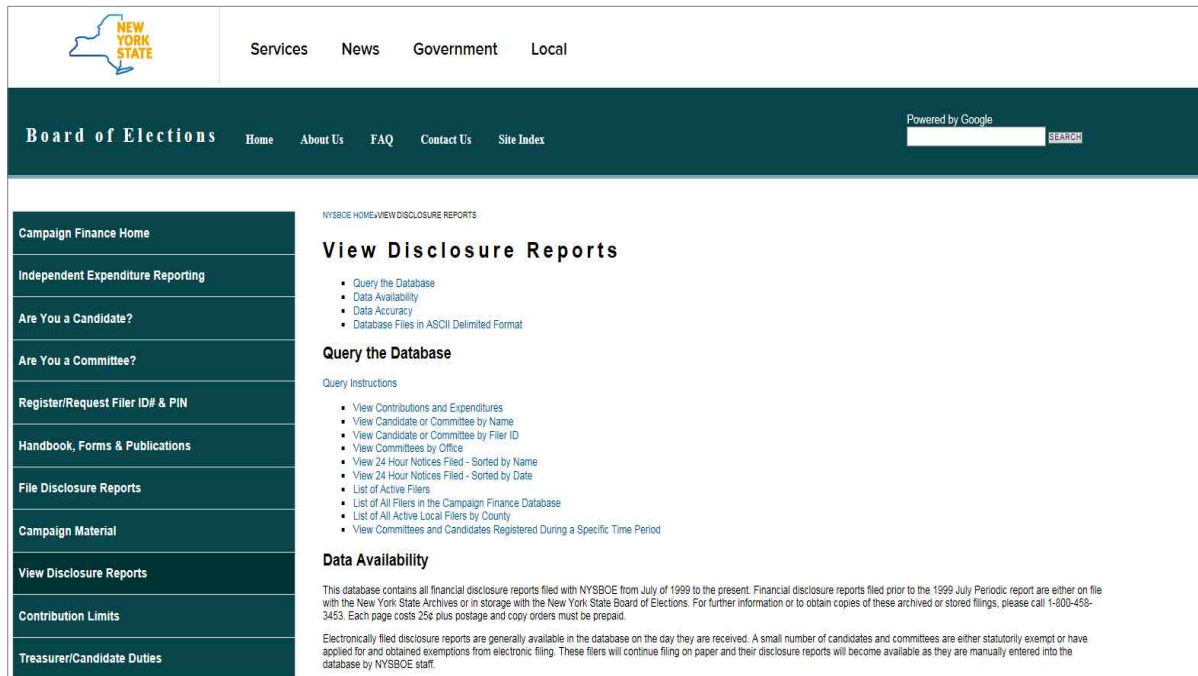 NEW
YORK
STATE
Services News Government Local
Board of Elections Home About Us FAQ Contact Us Site Index
Powered by Google
SEARCH
Campaign Finance Home
Independent Expenditure Reporting
Are You a Candidate?
Are You a Committee?
Register/Request Filer ID# & PIN
Handbook, Forms & Publications
File Disclosure Reports
Campaign Material
View Disclosure Reports
Contribution Limits
Treasurer/Candidate Duties
NYSBOE HOME»VIEW DISCLOSURE REPORTS
View Disclosure Reports
Query the Database
Data Availability
Data Accuracy
Database Files in ASCII Delimited Format
Query the Database
Query Instructions
View Contributions and Expenditures
View Candidate or Committee by Name
View Candidate or Committee by Filer ID
View Committees by Office
View 24 Hour Notices Filed - Sorted by Name
View 24 Hour Notices Filed - Sorted by Date
List of Active Filers
List of All Filers in the Campaign Finance Database
List of All Active Local Filers by County
View Committees and Candidates Registered During a Specific Time Period
Data Availability
This database contains all financial disclosure reports filed with NYSBOE from July of 1999 to the present. Financial disclosure reports filed prior to the 1999 July Periodic report are either on file
with the New York State Archives or in storage with the New York State Board of Elections. For further information or to obtain copies of these archived or stored filings, please call 1-800-458-
3453. Each page costs 25¢ plus postage and copy orders must be prepaid.
Electronically filed disclosure reports are generally available in the database on the day they are received. A small number of candidates and committees are either statutorily exempt or have
applied for and obtained exemptions from electronic filing. These filers will continue filing on paper and their disclosure reports will become available as they are manually entered into the
database by NYSBOE staff.